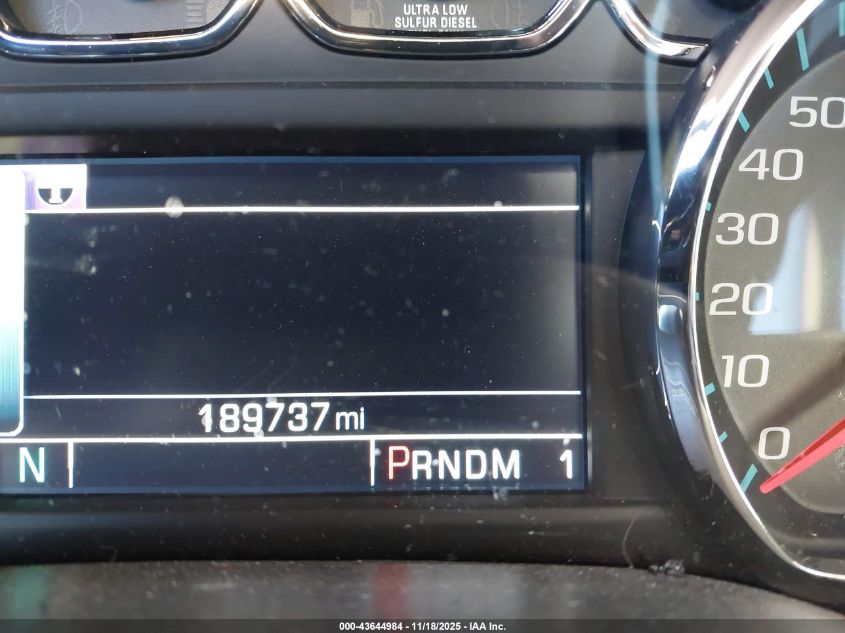 ULTRA LOW
SULFUR DIESEL
50
40
30
20
10
0
189737 mi
N
PRNDM 1
000-43644984 - 11/18/2025 - IAA Inc.